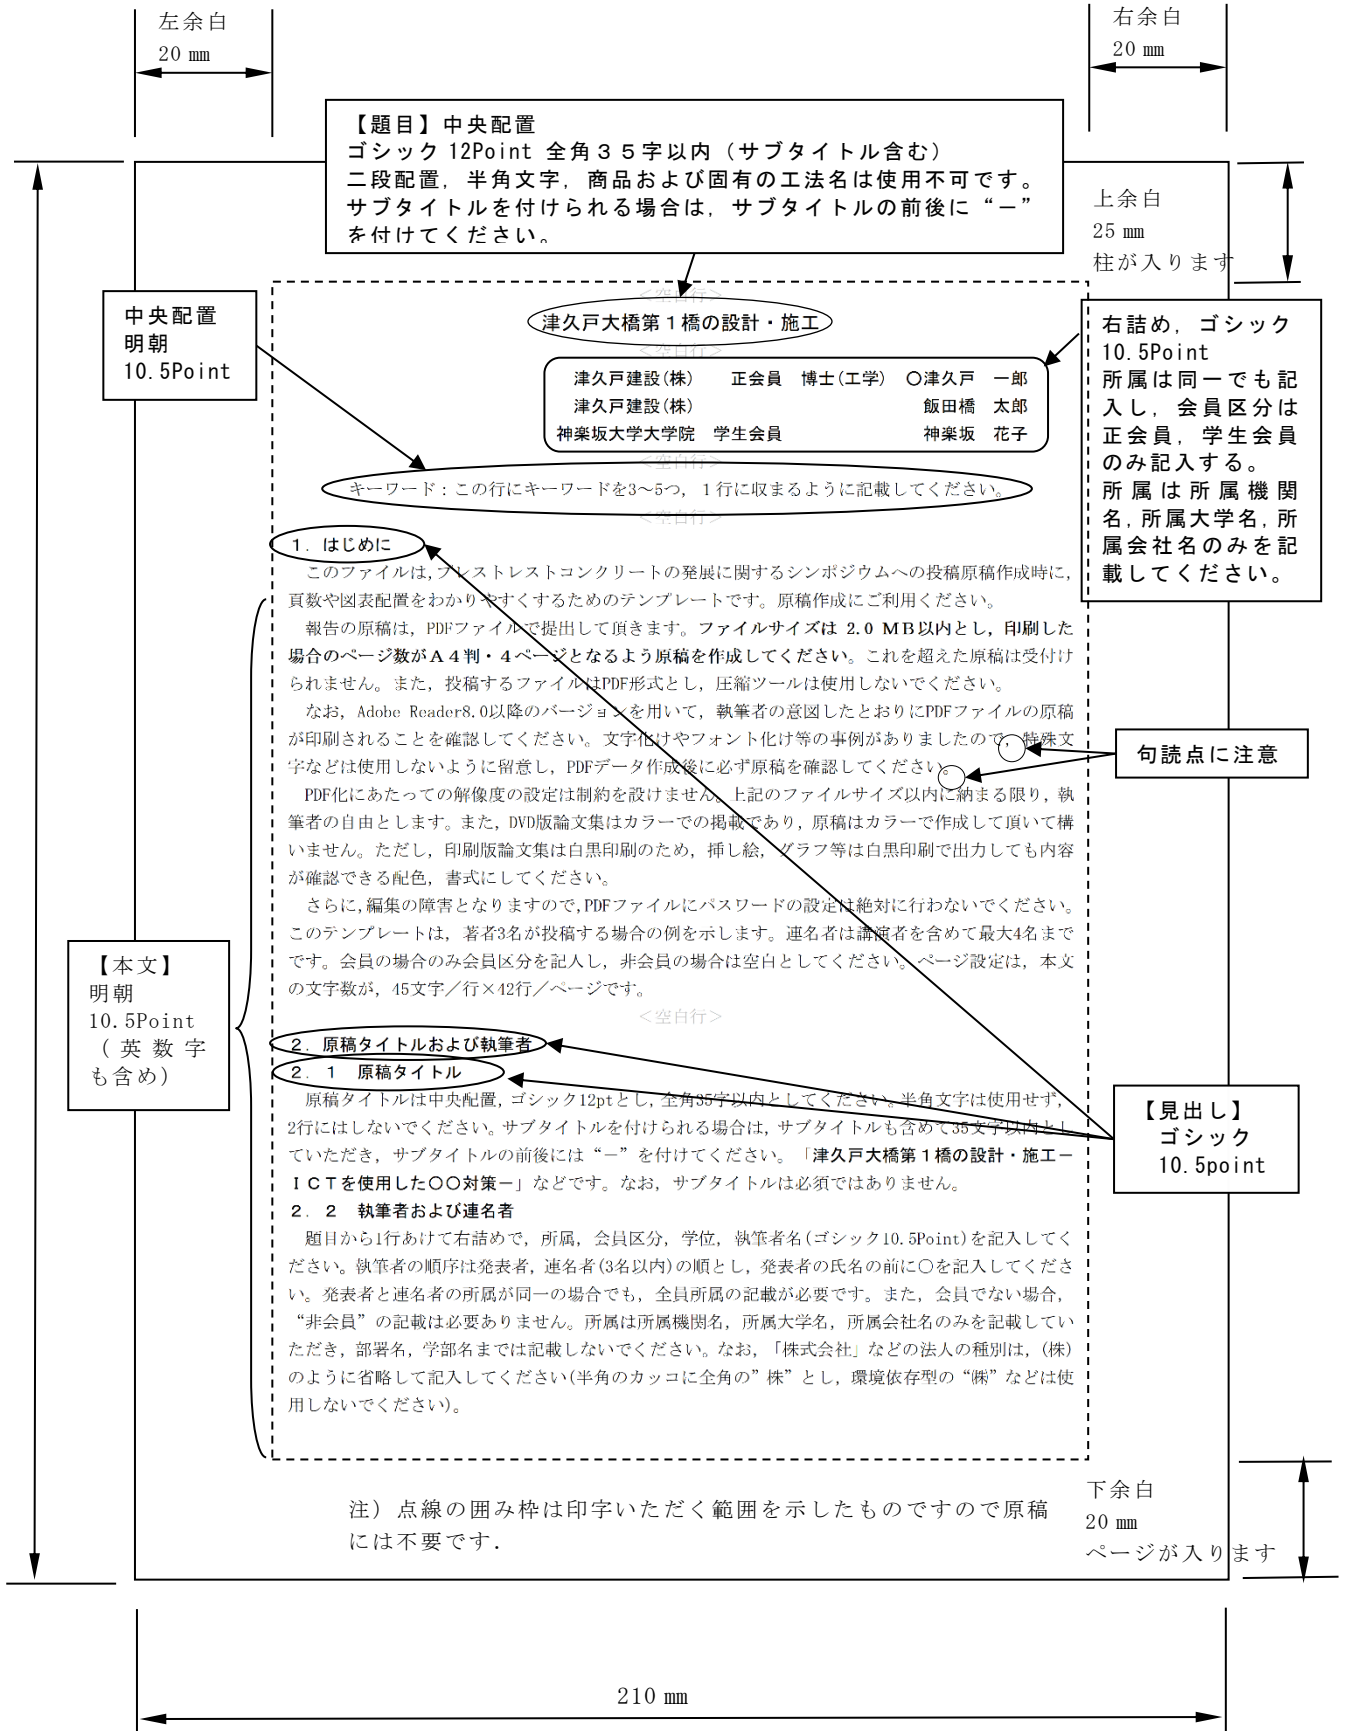 左余白
20 ㎜
右余白
20 ㎜
【題目】中央配置
ゴシック 12Point 全角３５字以内（サブタイトル含む）
二段配置，半角文字，商品および固有の工法名は使用不可です。
サブタイトルを付けられる場合は，サブタイトルの前後に“－”
を付けてください。
上余白
25 ㎜
柱が入ります
中央配置
明朝
10.5Point
＜空白行＞
津久戸大橋第１橋の設計・施工
＜空白行＞
津久戸建設(株)　正会員　博士(工学)　〇津久戸　一郎
津久戸建設(株)　飯田橋　太郎
神楽坂大学大学院　学生会員　神楽坂　花子
＜空白行＞
キーワード：この行にキーワードを3～5つ，１行に収まるように記載してください。
＜空白行＞
右詰め，ゴシック
10.5Point
所属は同一でも記
入し，会員区分は
正会員，学生会員
のみ記入する。
所属は所属機関
名，所属大学名，所
属会社名のみを記
載してください。
１．はじめに
このファイルは，プレストレストコンクリートの発展に関するシンポジウムへの投稿原稿作成時に，
頁数や図表配置をわかりやすくするためのテンプレートです。原稿作成にご利用ください。
報告の原稿は，PDFファイルで提出して頂きます。ファイルサイズは 2.0 MB以内とし，印刷した
場合のページ数がＡ４判・４ページとなるよう原稿を作成してください。これを超えた原稿は受付け
られません。また，投稿するファイルはPDF形式とし，圧縮ツールは使用しないでください。
なお，Adobe Reader8.0以降のバージョンを用いて，執筆者の意図したとおりにPDFファイルの原稿
が印刷されることを確認してください。文字化けやフォント化け等の事例がありましたので，特殊文
字などは使用しないように留意し，PDFデータ作成後に必ず原稿を確認してください。
句読点に注意
PDF化にあたっての解像度の設定は制約を設けません。上記のファイルサイズ以内に納まる限り，執
筆者の自由とします。また，DVD版論文集はカラーでの掲載であり，原稿はカラーで作成して頂いて構
いません。ただし，印刷版論文集は白黒印刷のため，挿し絵，グラフ等は白黒印刷で出力しても内容
が確認できる配色，書式にしてください。
さらに，編集の障害となりますので，PDFファイルにパスワードの設定は絶対に行わないでください。
このテンプレートは，著者3名が投稿する場合の例を示します。連名者は講演者を含めて最大4名まで
です。会員の場合のみ会員区分を記入し，非会員の場合は空白としてください。ページ設定は，本文
の文字数が，45文字／行×42行／ページです。
【本文】
明朝
10.5Point
（英数字
も含め）
＜空白行＞
２．原稿タイトルおよび執筆者
２．１　原稿タイトル
原稿タイトルは中央配置，ゴシック12ptとし，全角35字以内としてください。半角文字は使用せず，
2行にはしないでください。サブタイトルを付けられる場合は，サブタイトルも含めて35文字以内とし
ていただき，サブタイトルの前後には“－”を付けてください。「津久戸大橋第１橋の設計・施工－
ＩＣＴを使用した〇〇対策－」などです。なお，サブタイトルは必須ではありません。
【見出し】
ゴシック
10.5point
２．２　執筆者および連名者
題目から1行あけて右詰めで，所属，会員区分，学位，執筆者名(ゴシック10.5Point)を記入してく
ださい。執筆者の順序は発表者，連名者(3名以内)の順とし，発表者の氏名の前に〇を記入してくださ
い。発表者と連名者の所属が同一の場合でも，全員所属の記載が必要です。また，会員でない場合，
“非会員”の記載は必要ありません。所属は所属機関名，所属大学名，所属会社名のみを記載してい
ただき，部署名，学部名までは記載しないでください。なお，「株式会社」などの法人の種別は，(株)
のように省略して記入してください(半角のカッコに全角の”株”とし，環境依存型の“㈱”などは使
用しないでください)。
注）点線の囲み枠は印字いただく範囲を示したものですので原稿
には不要です．
下余白
20 ㎜
ページが入ります
210 ㎜